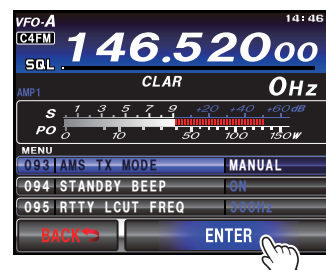 VFO-A 14:46
C4FM 146.52000
SQL
CLAR 0Hz
AMP1
S 1 3 5 7 9 +20 +40 +60dB
PO 0 10 50 100 150W
MENU
093 AMS TX MODE MANUAL
094 STANDBY BEEP ON
095 RTTY LCUT FREQ
BACK ENTER